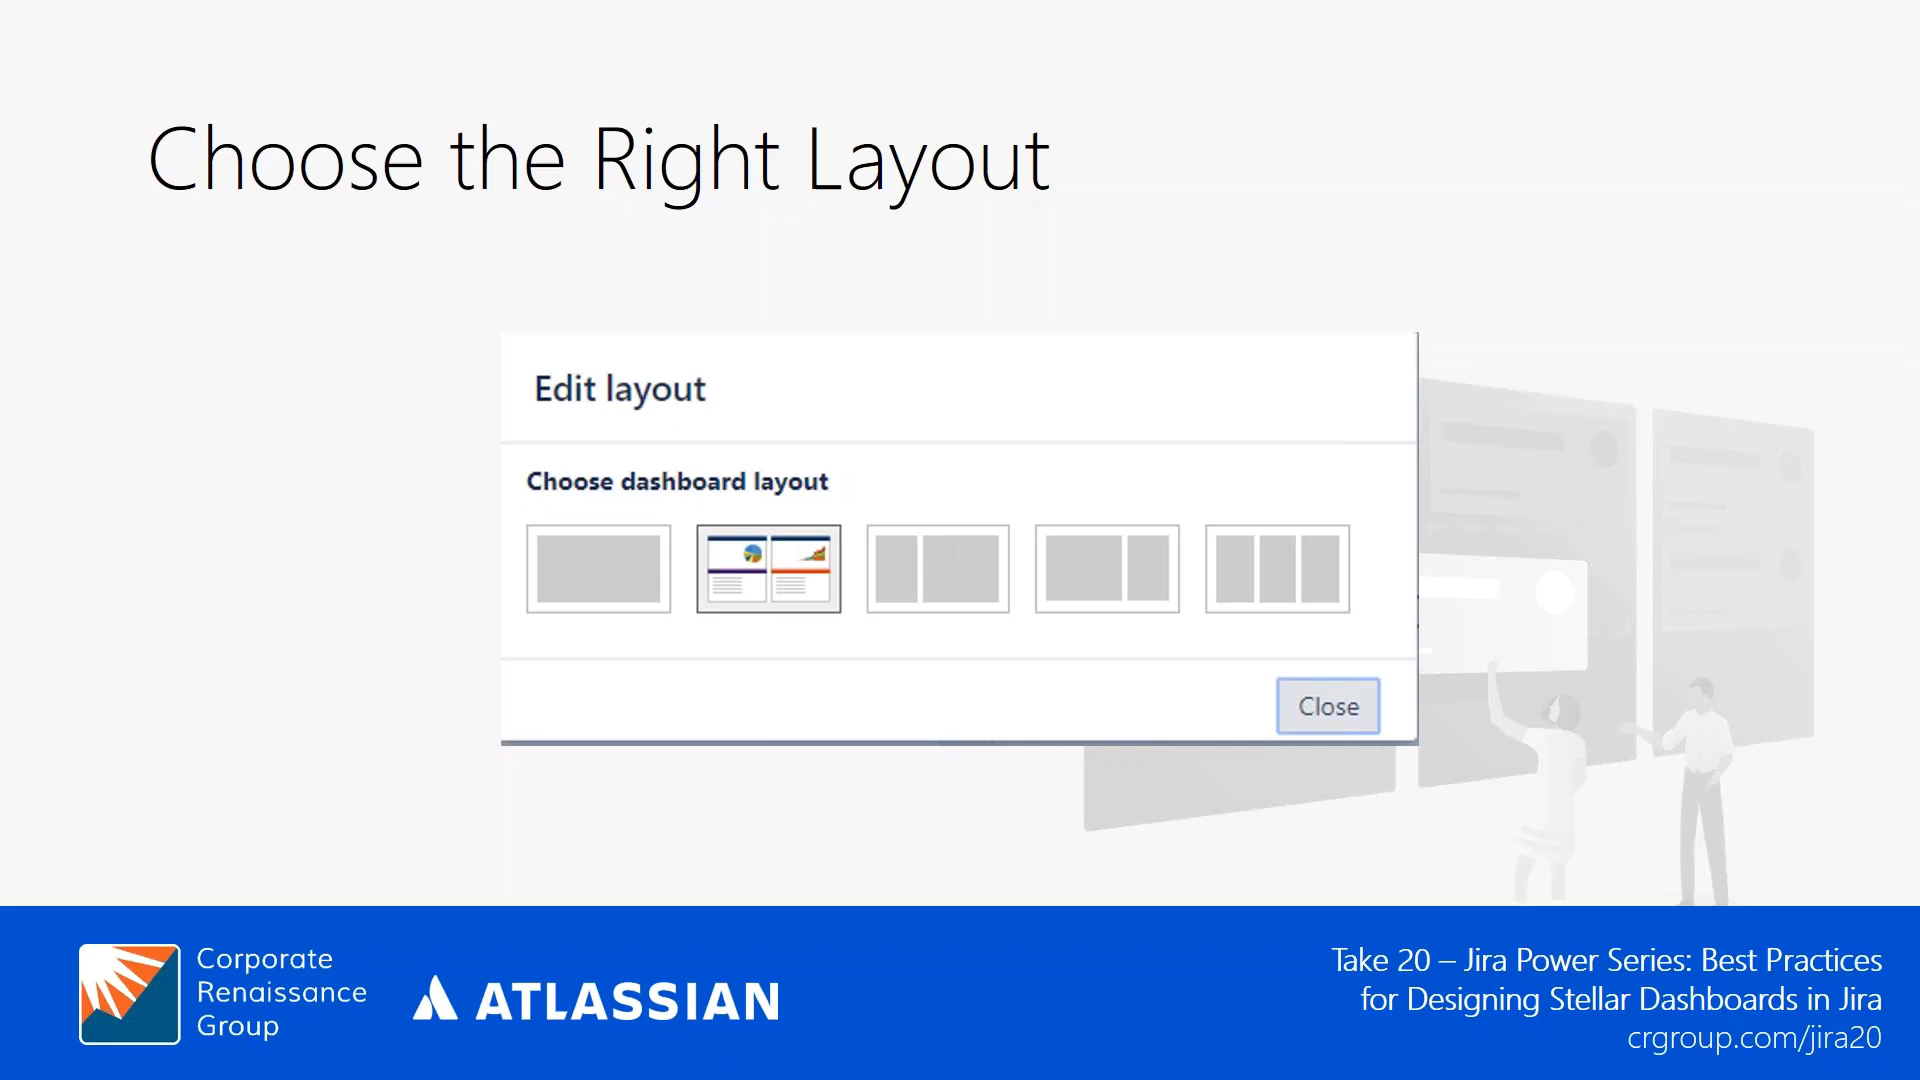 Choose the Right Layout
Edit layout
Choose dashboard layout
Close
Corporate
Renaissance
Group
ATLASSIAN
Take 20 – Jira Power Series: Best Practices
for Designing Stellar Dashboards in Jira
crgroup.com/jira20